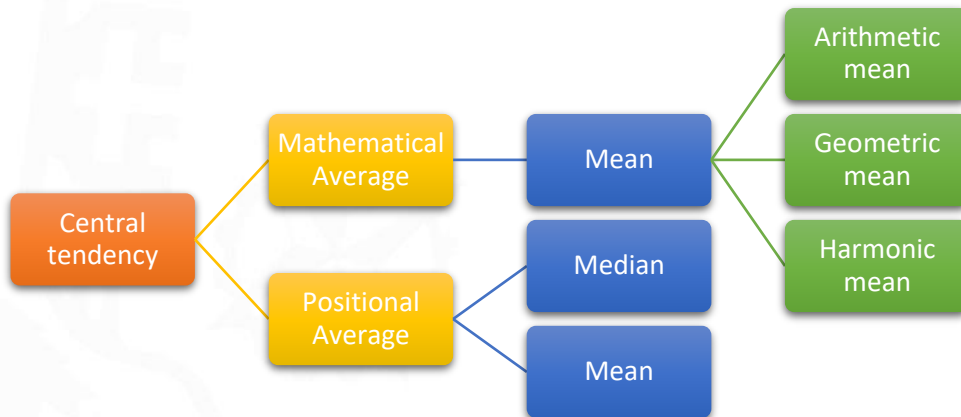 Central
tendency
Mathematical
Average
Positional
Average
Mean
Median
Mean
Arithmetic
mean
Geometric
mean
Harmonic
mean